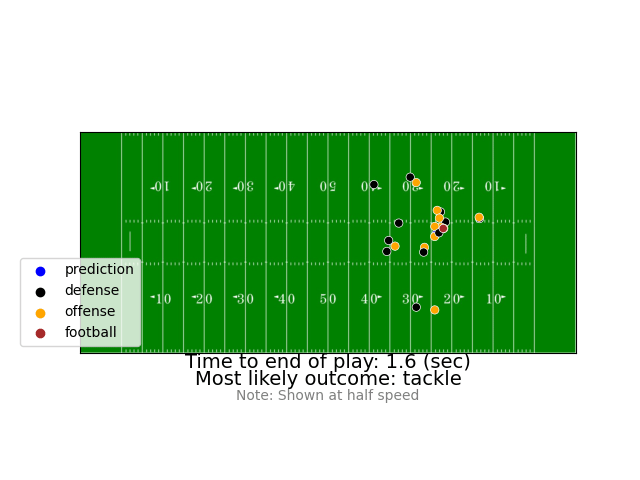 10 20 30 40 50 40 30 20 10
prediction
defense
offense
football
10 20 30 40 50 40 30 20 10
Time to end of play: 1.6 (sec)
Most likely outcome: tackle
Note: Shown at half speed